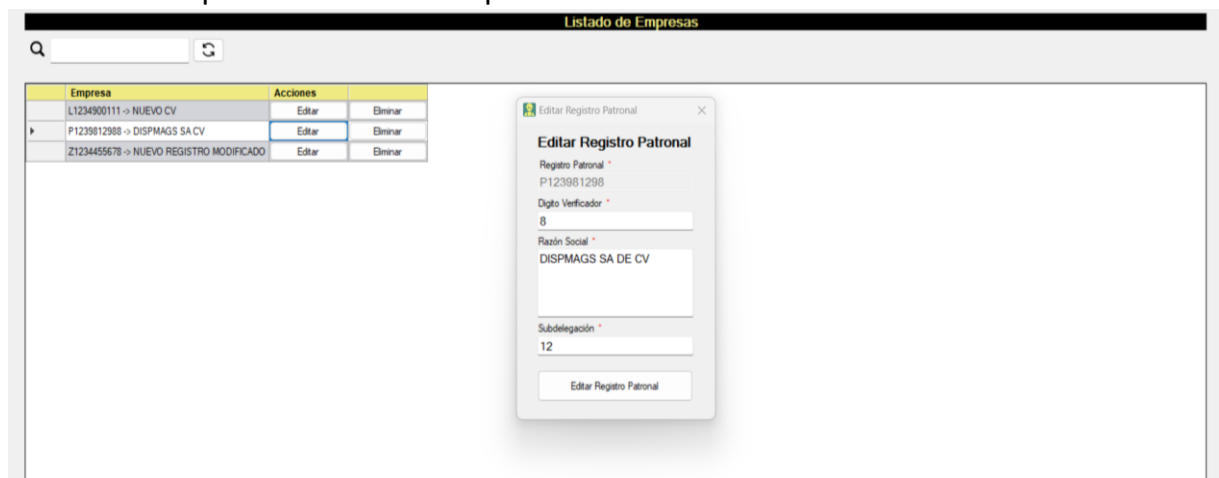 Listado de Empresas
Empresa Acciones
L1234900111 -> NUEVO CV Editar Eliminar
P1239812988 -> DISPMAGS SA CV Editar Eliminar
Z1234455678 -> NUEVO REGISTRO MODIFICADO Editar Eliminar
Editar Registro Patronal
Editar Registro Patronal
Registro Patronal *
P123981298
Digito Verificador *
8
Razón Social *
DISPMAGS SA DE CV
Subdelegación *
12
Editar Registro Patronal